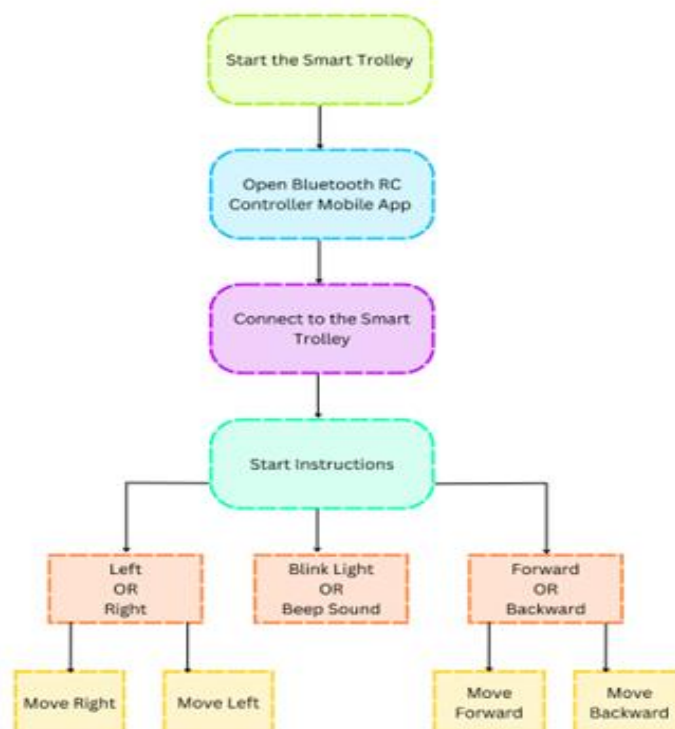 Start the Smart Trolley
Open Bluetooth RC
Controller Mobile App
Connect to the Smart
Trolley
Start Instructions
Left
OR
Right
Blink Light
OR
Beep Sound
Forward
OR
Backward
Move Right
Move Left
Move
Forward
Move
Backward